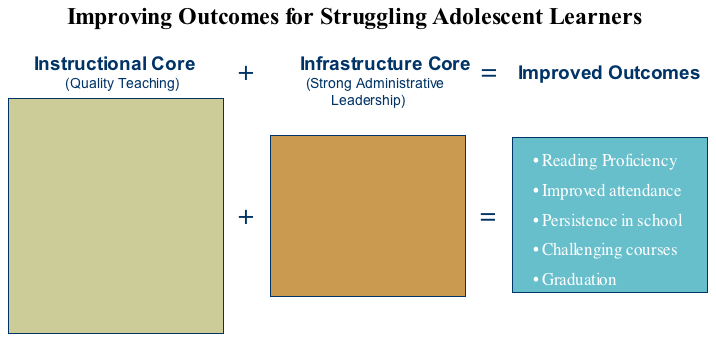 Improving Outcomes for Struggling Adolescent Learners
Instructional Core
(Quality Teaching)
+
Infrastructure Core
(Strong Administrative
Leadership)
=
Improved Outcomes
+
=
• Reading Proficiency
• Improved attendance
• Persistence in school
• Challenging courses
• Graduation